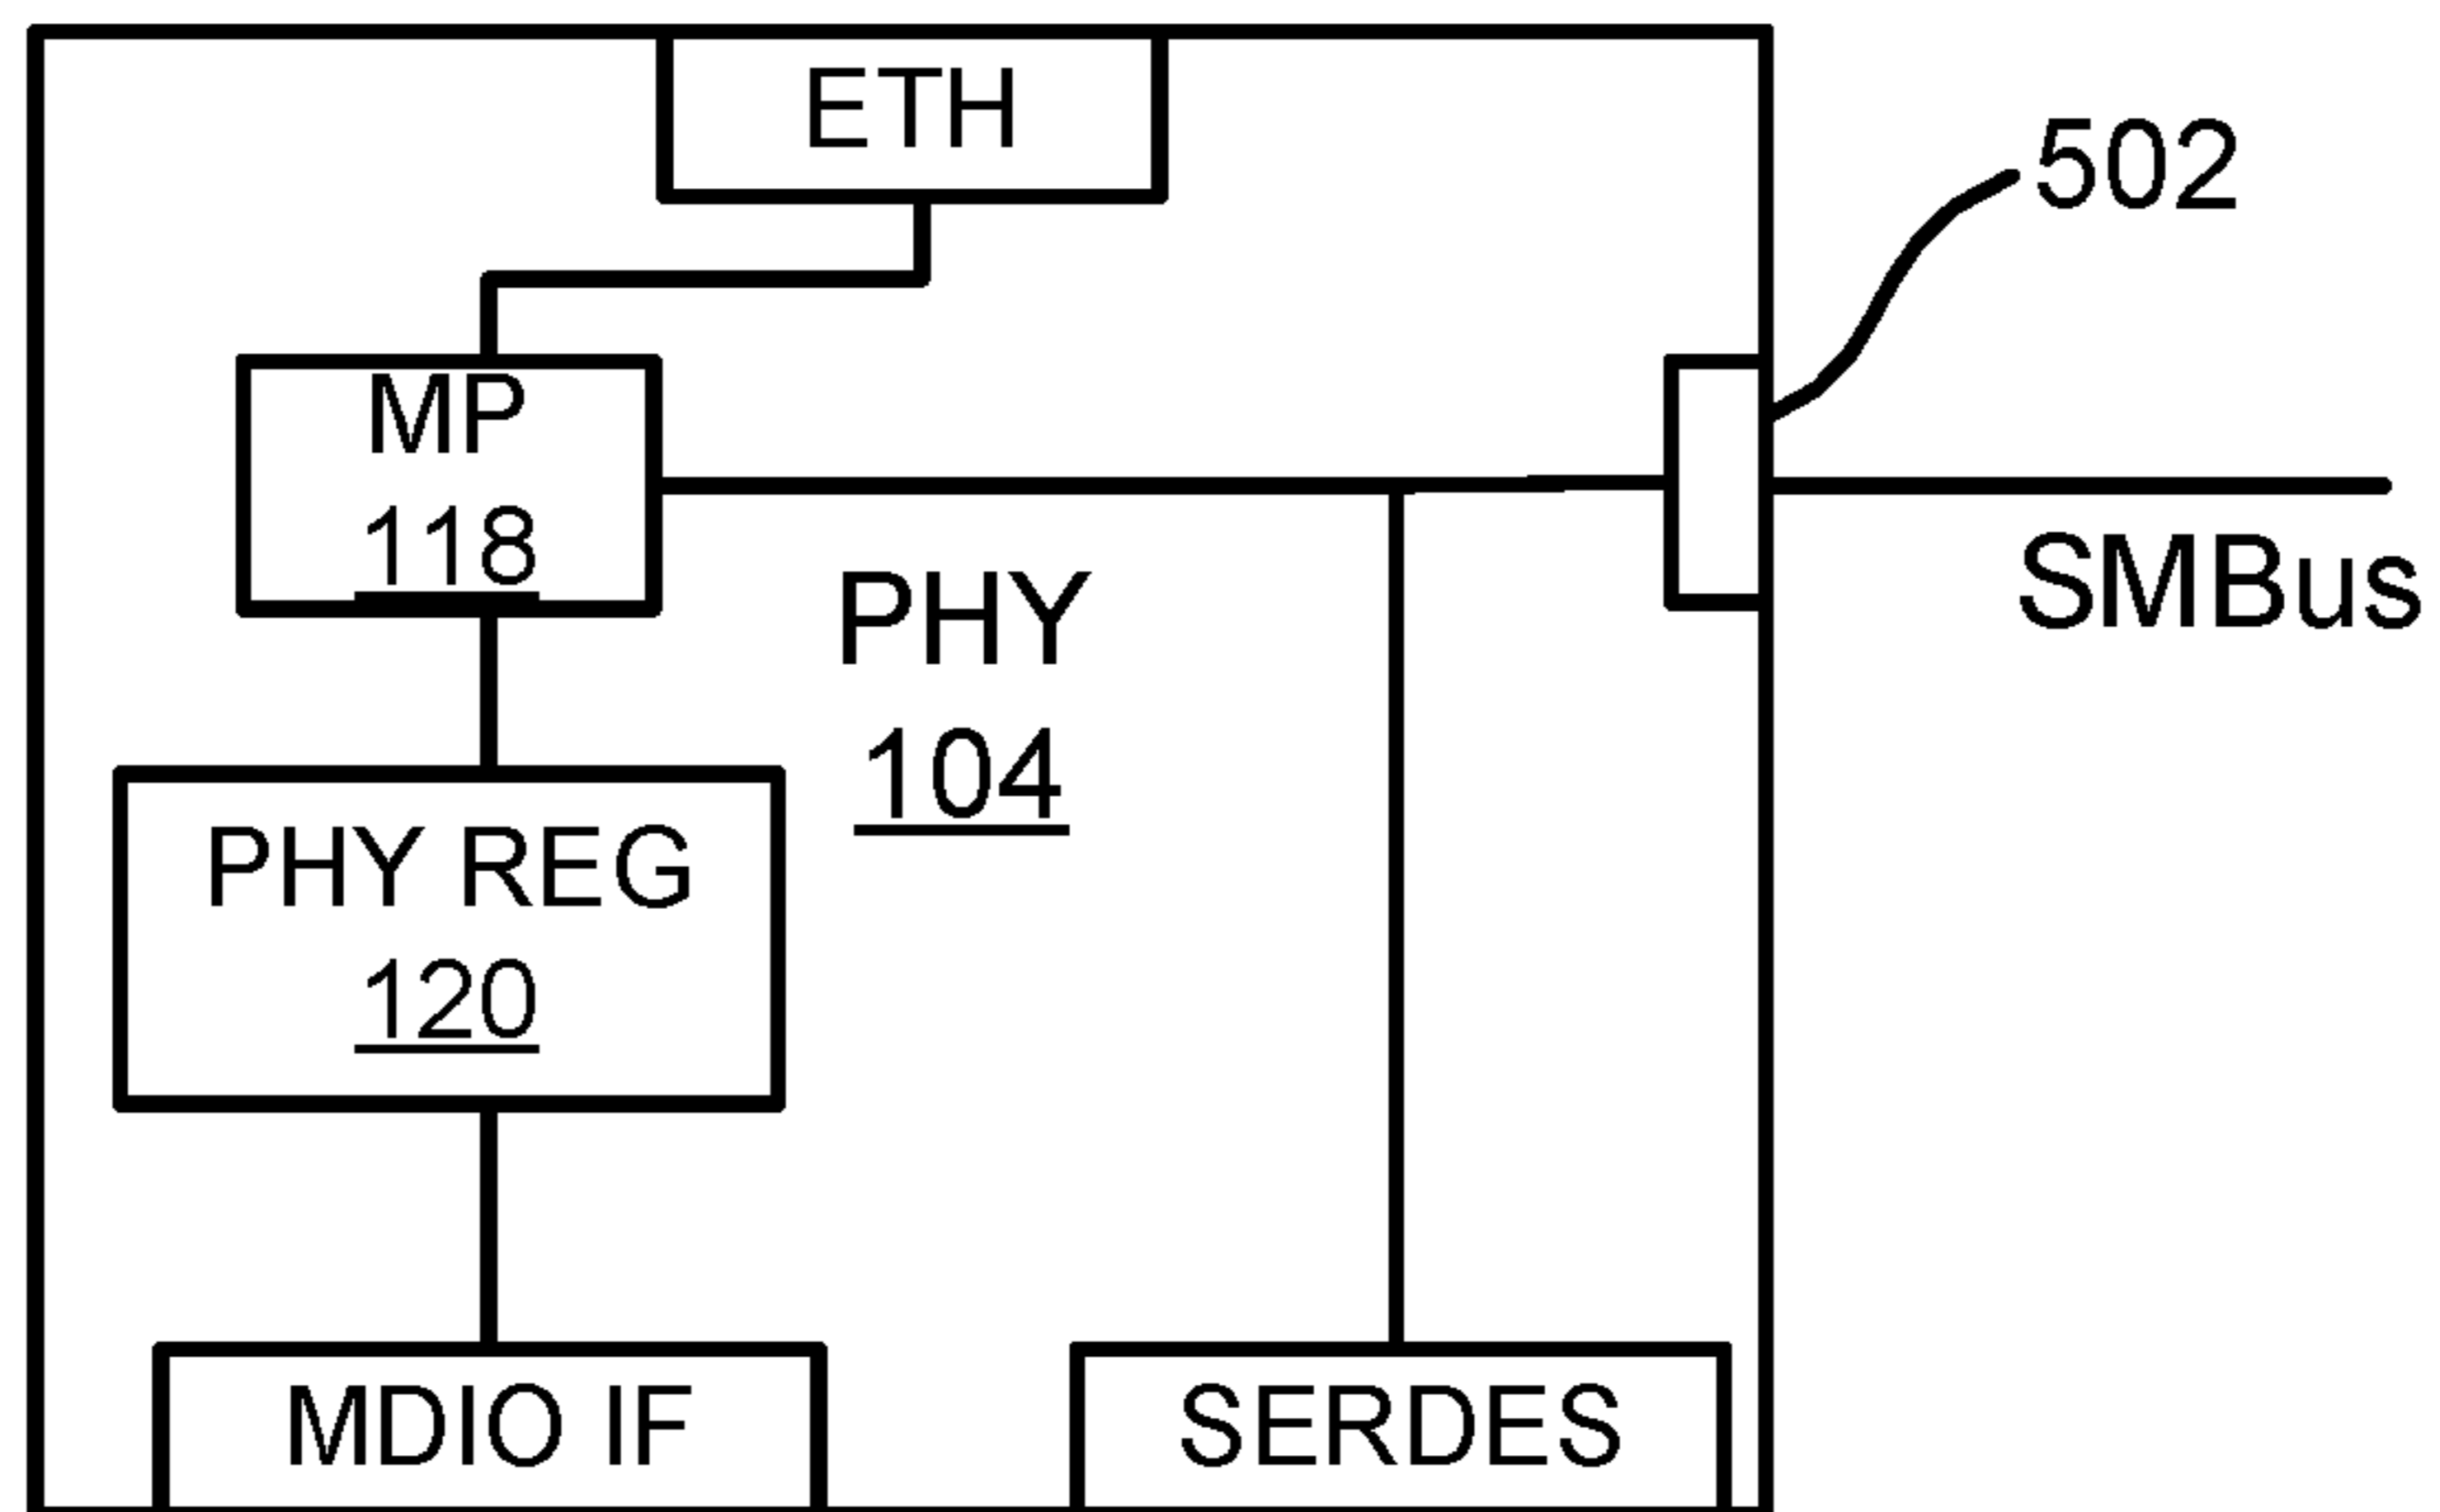 ETH
502
MP
118
SMBus
PHY
104
PHY REG
120
MDIO IF
SERDES